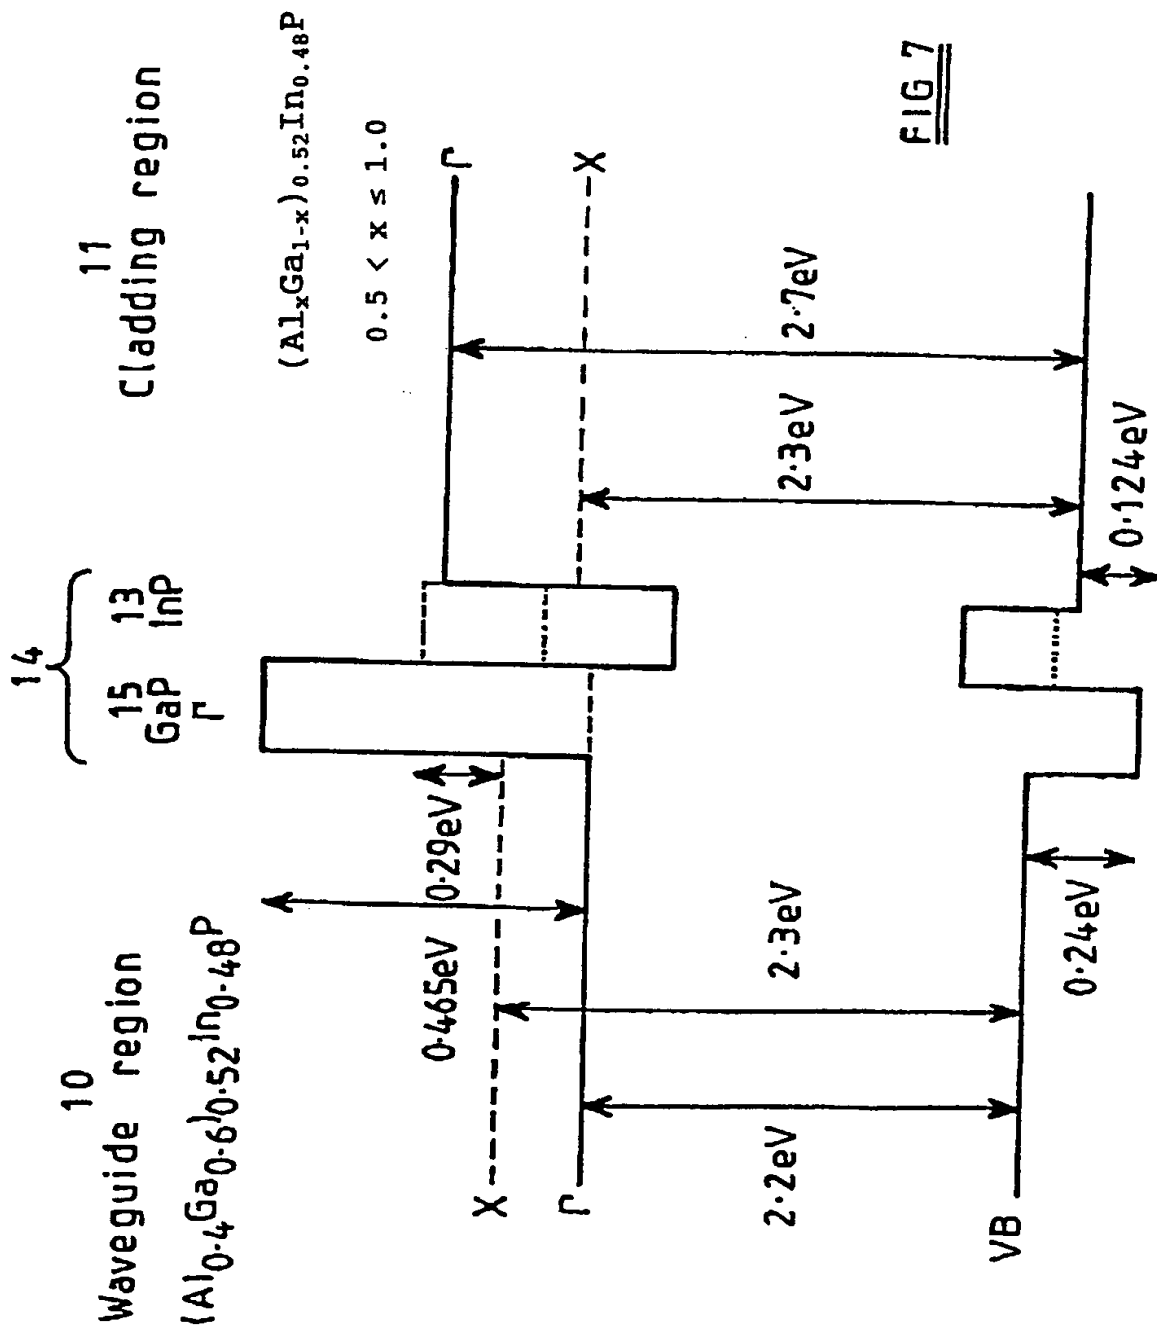 10
Waveguide region
(Al0·4Ga0·6)0·52In0·48P
14
15
GaP
Γ
13
InP
11
Cladding region
(AlxGa1-x)0.52In0.48P
0.5 < x ≤ 1.0
X
Γ
VB
0·465eV
0·29eV
2·2eV
2·3eV
0·24eV
Γ
X
2·3eV
2·7eV
0·124eV
FIG 7